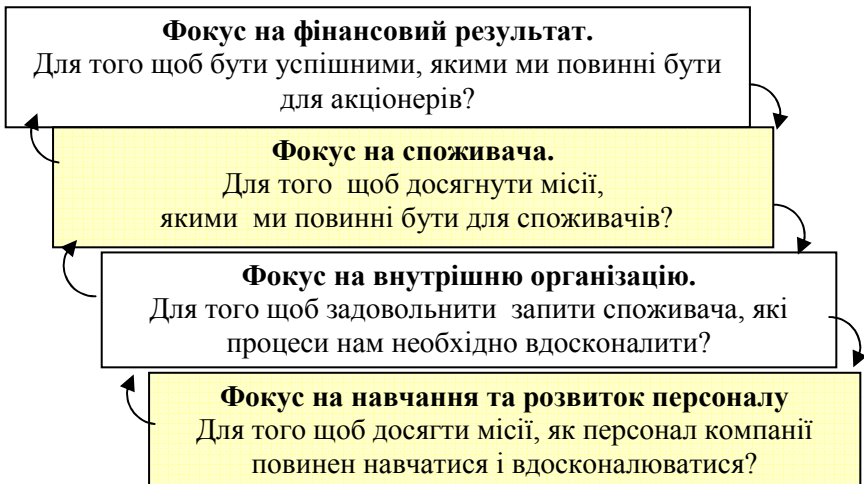 Фокус на фінансовий результат.
Для того щоб бути успішними, якими ми повинні бути
для акціонерів?
Фокус на споживача.
Для того щоб досягнути місії,
якими ми повинні бути для споживачів?
Фокус на внутрішню організацію.
Для того щоб задовольнити запити споживача, які
процеси нам необхідно вдосконалити?
Фокус на навчання та розвиток персоналу
Для того щоб досягти місії, як персонал компанії
повинен навчатися і вдосконалюватися?